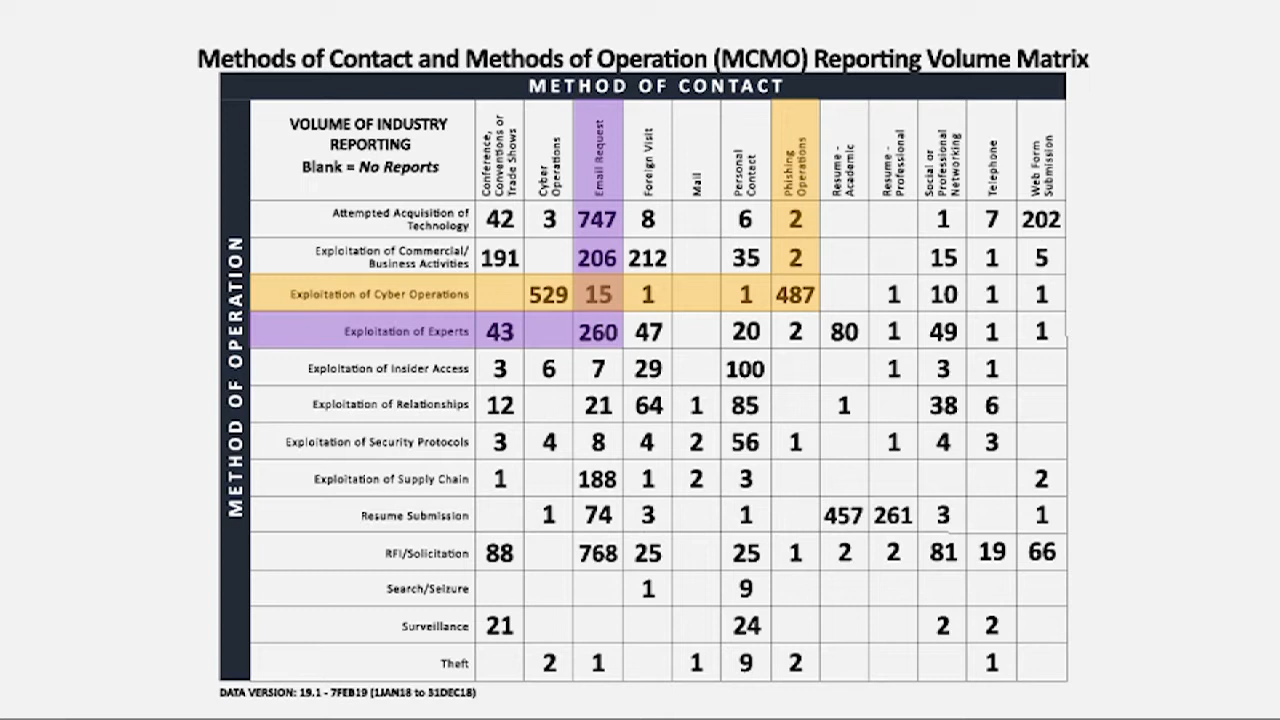 Methods of Contact and Methods of Operation (MCMO) Reporting Volume Matrix
METHOD OF CONTACT
METHOD OF OPERATION
VOLUME OF INDUSTRY
REPORTING
Blank = No Reports
Conference,
Conventions or
Trade Shows
Cyber
Operations
Email Request
Foreign Visit
Mail
Personal
Contact
Phishing
Operations
Resume -
Academic
Resume -
Professional
Social or
Professional
Networking
Telephone
Web Form
Submission
Attempted Acquisition of
Technology
42 3 747 8 6 2 1 7 202
Exploitation of Commercial/
Business Activities
191 206 212 35 2 15 1 5
Exploitation of Cyber Operations 529 15 1 1 487 1 10 1 1
Exploitation of Experts 43 260 47 20 2 80 1 49 1 1
Exploitation of Insider Access 3 6 7 29 100 1 3 1
Exploitation of Relationships 12 21 64 1 85 1 38 6
Exploitation of Security Protocols 3 4 8 4 2 56 1 1 4 3
Exploitation of Supply Chain 1 188 1 2 3 2
Resume Submission 1 74 3 1 457 261 3 1
RFI/Solicitation 88 768 25 25 1 2 2 81 19 66
Search/Seizure 1 9
Surveillance 21 24 2 2
Theft 2 1 1 9 2 1
DATA VERSION: 19.1 - 7FEB19 (1JAN18 to 31DEC18)